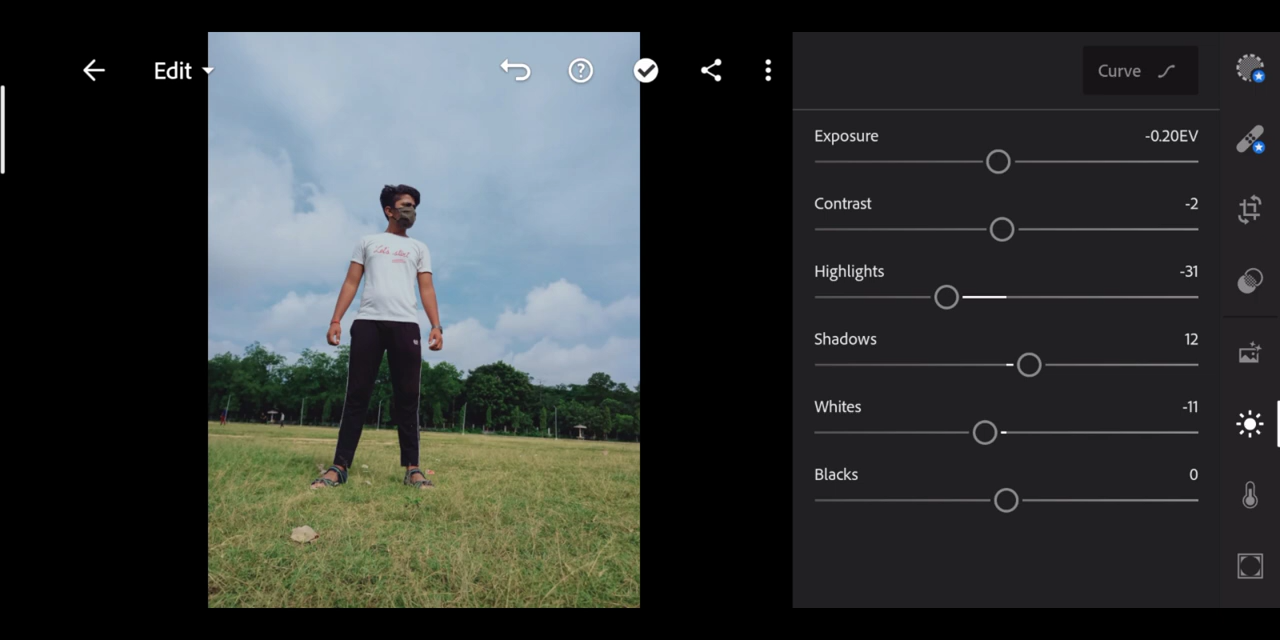 Edit
Curve
Exposure -0.20EV
Contrast -2
Highlights -31
Shadows 12
Whites -11
Blacks 0